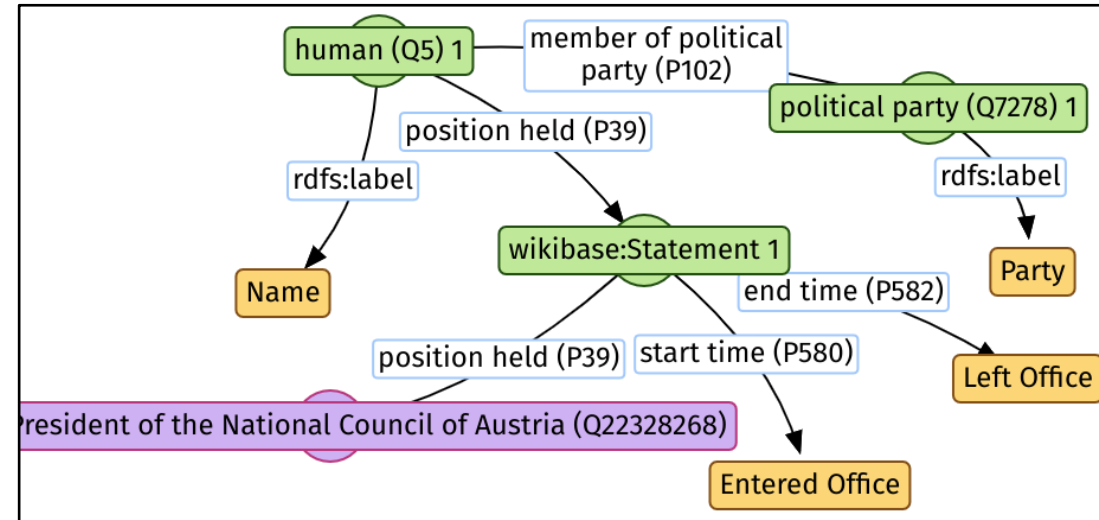 human (Q5) 1
member of political
party (P102)
political party (Q7278) 1
position held (P39)
rdfs:label
rdfs:label
wikibase:Statement 1
Name
Party
end time (P582)
position held (P39)
start time (P580)
Left Office
President of the National Council of Austria (Q22328268)
Entered Office